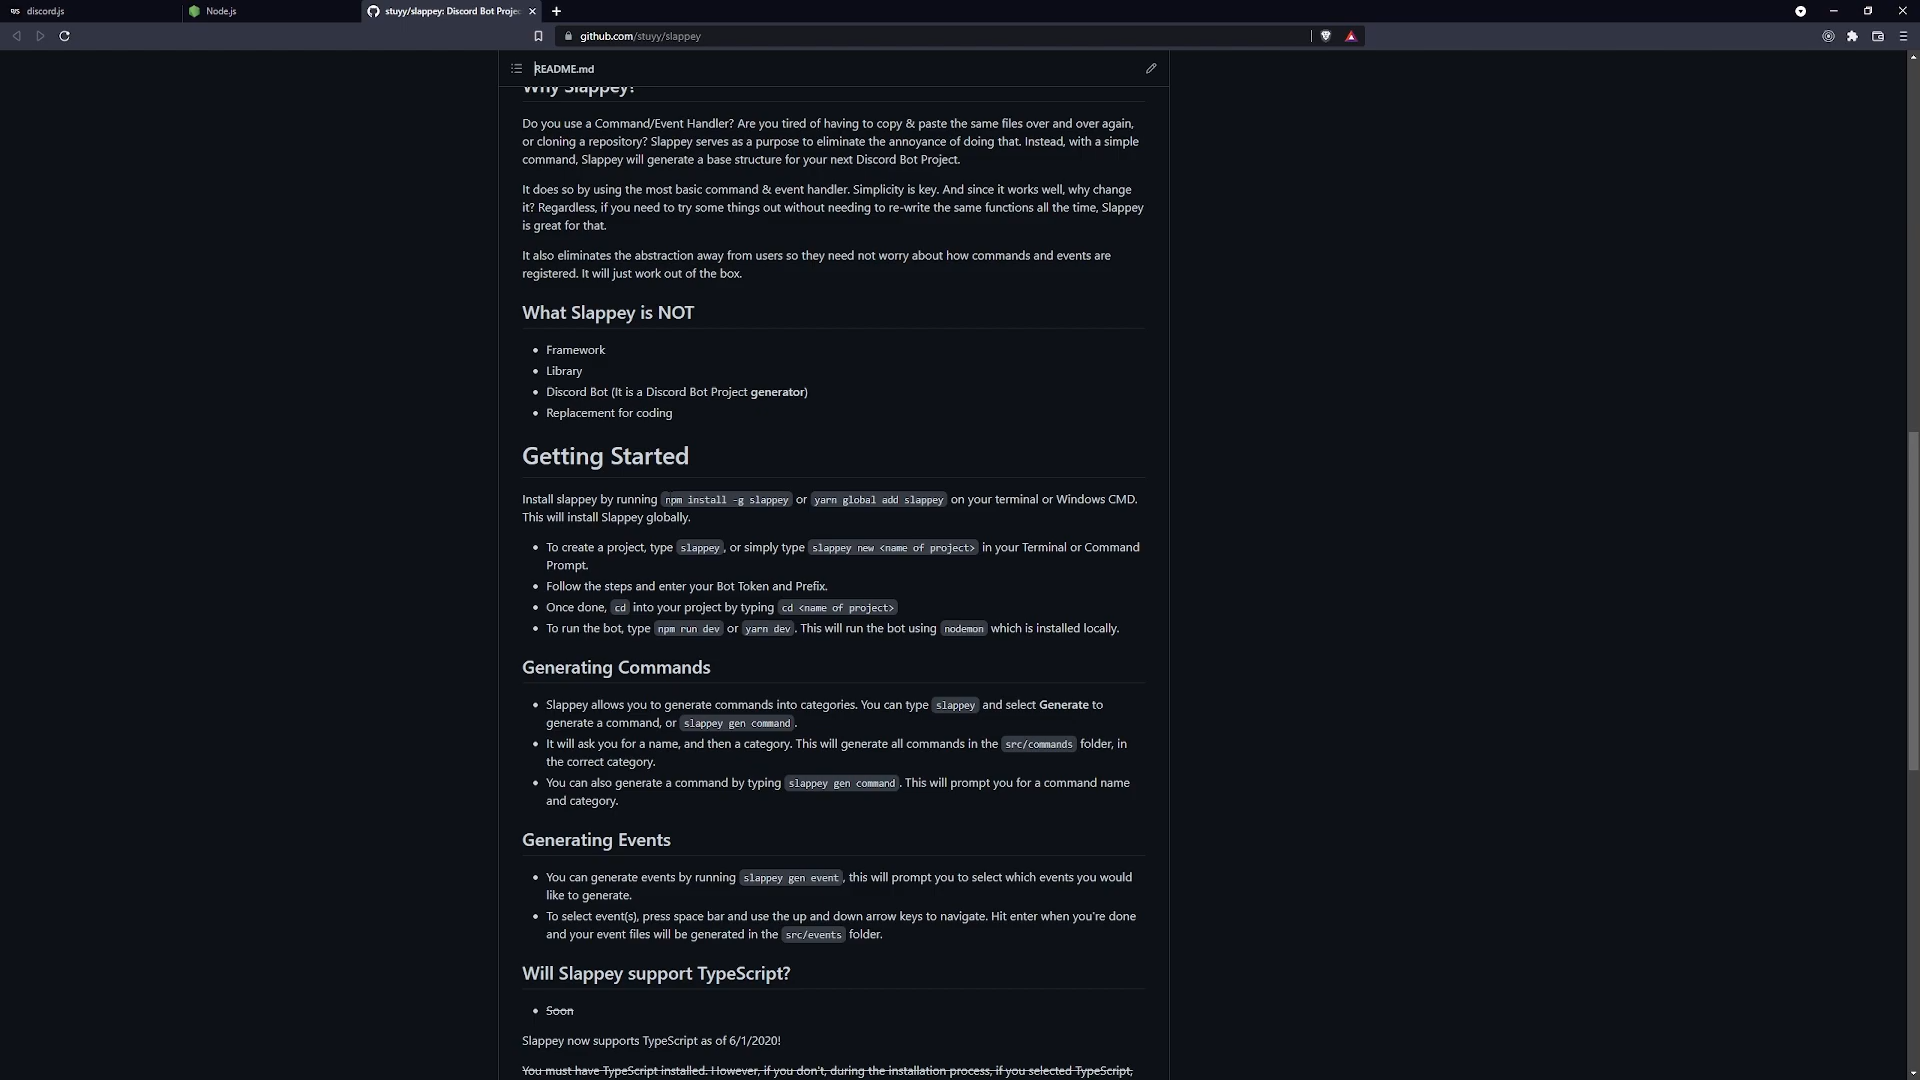 discord.js
Node.js
stuyy/slappey: Discord Bot Projec
github.com/stuyy/slappey
README.md
Why Slappey?
Do you use a Command/Event Handler? Are you tired of having to copy & paste the same files over and over again,
or cloning a repository? Slappey serves as a purpose to eliminate the annoyance of doing that. Instead, with a simple
command, Slappey will generate a base structure for your next Discord Bot Project.
It does so by using the most basic command & event handler. Simplicity is key. And since it works well, why change
it? Regardless, if you need to try some things out without needing to re-write the same functions all the time, Slappey
is great for that.
It also eliminates the abstraction away from users so they need not worry about how commands and events are
registered. It will just work out of the box.
What Slappey is NOT
• Framework
• Library
• Discord Bot (It is a Discord Bot Project generator)
• Replacement for coding
Getting Started
Install slappey by running npm install -g slappey or yarn global add slappey on your terminal or Windows CMD.
This will install Slappey globally.
• To create a project, type slappey, or simply type slappey new <name of project> in your Terminal or Command
Prompt.
• Follow the steps and enter your Bot Token and Prefix.
• Once done, cd into your project by typing cd <name of project>
• To run the bot, type npm run dev or yarn dev. This will run the bot using nodemon which is installed locally.
Generating Commands
• Slappey allows you to generate commands into categories. You can type slappey and select Generate to
generate a command, or slappey gen command.
• It will ask you for a name, and then a category. This will generate all commands in the src/commands folder, in
the correct category.
• You can also generate a command by typing slappey gen command. This will prompt you for a command name
and category.
Generating Events
• You can generate events by running slappey gen event, this will prompt you to select which events you would
like to generate.
• To select event(s), press space bar and use the up and down arrow keys to navigate. Hit enter when you're done
and your event files will be generated in the src/events folder.
Will Slappey support TypeScript?
• Soon
Slappey now supports TypeScript as of 6/1/2020!
You must have TypeScript installed. However, if you don't, during the installation process, if you selected TypeScript,